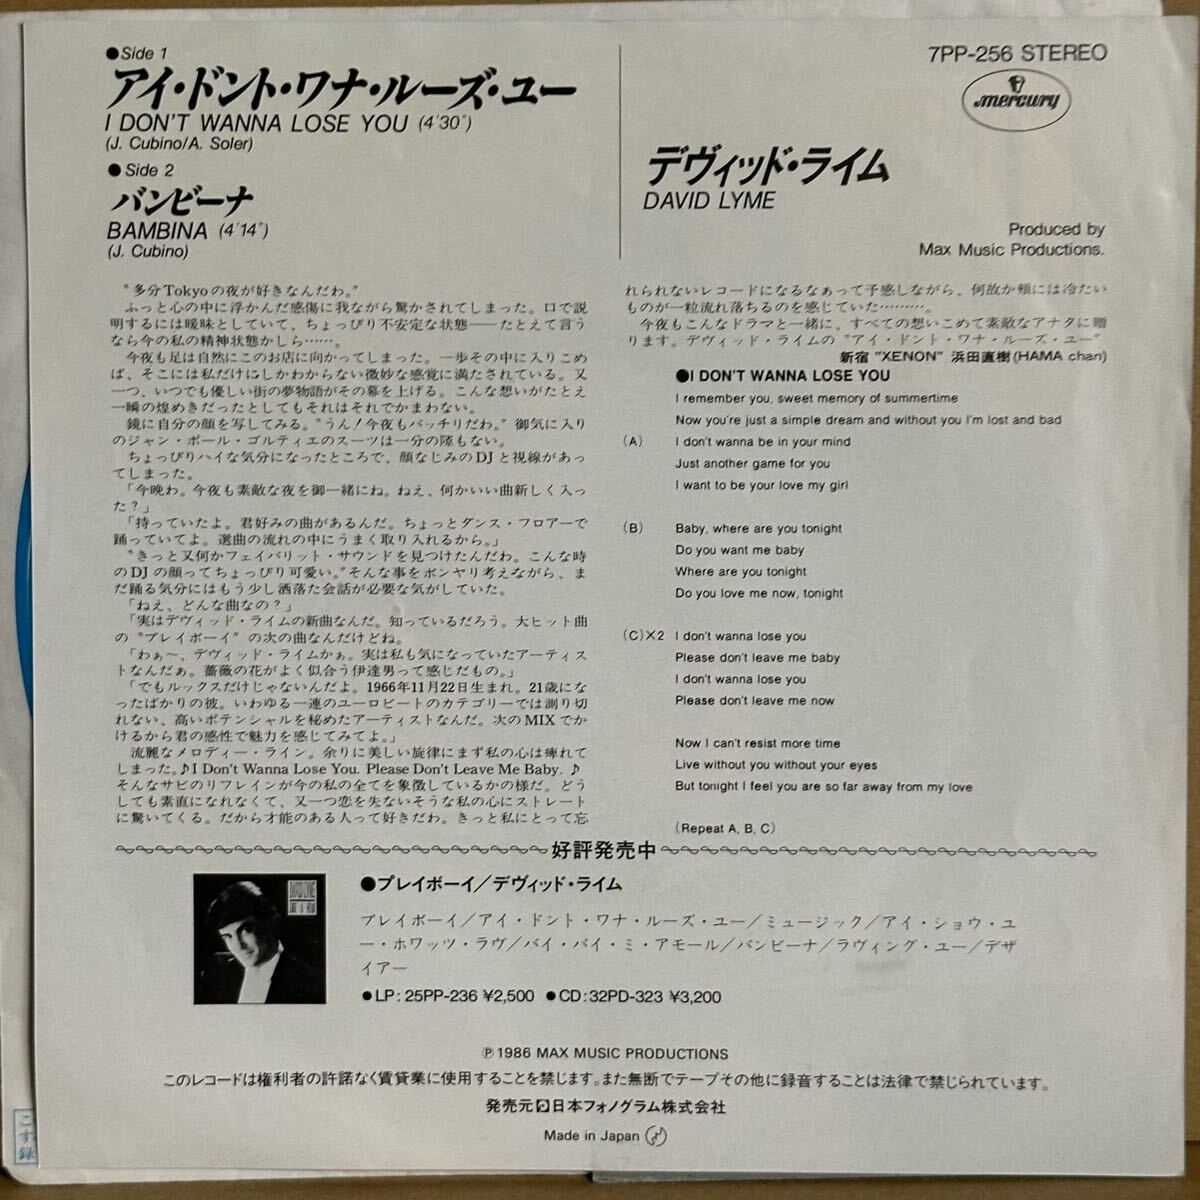 ●Side 1
アイ・ドント・ワナ・ルーズ・ユー
I DON'T WANNA LOSE YOU (4'30")
(J. Cubino/A. Soler)
●Side 2
バンビーナ
BAMBINA (4'14")
(J. Cubino)
7PP-256 STEREO
mercury
デヴィッド・ライム
DAVID LYME
Produced by
Max Music Productions.
〝多分Tokyoの夜が好きなんだわ。〟
ふっと心の中に浮かんだ感傷に我ながら驚かされてしまった。口で説
明するには曖昧としていて、ちょっぴり不安定な状態――たとえて言う
なら今の私の精神状態かしら……。
今夜も足は自然にこのお店に向かってしまった。一歩その中に入りこめ
ば、そこには私だけにしかわからない微妙な感覚に満たされている。又
一つ、いつでも優しい街の夢物語がその幕を上げる。こんな想いがたとえ
一瞬の煌めきだったとしてもそれはそれでかまわない。
鏡に自分の顔を写してみる。〝うん！今夜もバッチリだわ。〟御気に入り
のジャン・ポール・ゴルティエのスーツは一分の隙もない。
ちょっぴりハイな気分になったところで、顔なじみのDJと視線があっ
てしまった。
「今晩わ。今夜も素敵な夜を御一緒にね。ねえ、何かいい曲新しく入っ
た？」
「持っていたよ。君好みの曲があるんだ。ちょっとダンス・フロアーで
踊っていてよ。選曲の流れの中にうまく取り入れるから。」
〝きっと又何かフェイバリット・サウンドを見つけたんだわ。こんな時
のDJの顔ってちょっぴり可愛い。〟そんな事をボンヤリ考えながら、ま
だ踊る気分にはもう少し洒落た会話が必要な気がしていた。
「ねえ、どんな曲なの？」
「実はデヴィッド・ライムの新曲なんだ。知っているだろう。大ヒット曲
の〝プレイボーイ〟の次の曲なんだけどね。
「わぁ〜、デヴィッド・ライムかぁ。実は私も気になっていたアーティス
トなんだぁ。薔薇の花がよく似合う伊達男って感じだもの。」
「でもルックスだけじゃないんだよ。1966年11月22日生まれ。21歳にな
ったばかりの彼。いわゆる一連のユーロビートのカテゴリーでは測り切
れない、高いポテンシャルを秘めたアーティストなんだ。次のMIXでか
けるから君の感性で魅力を感じてみてよ。」
流麗なメロディー・ライン。余りに美しい旋律にまず私の心は痺れて
しまった。♪I Don't Wanna Lose You. Please Don't Leave Me Baby. ♪
そんなサビのリフレインが今の私の全てを象徴しているかの様だ。どう
しても素直になれなくて、又一つ恋を失ないそうな私の心にストレート
に驚いてくる。だから才能のある人って好きだわ。きっと私にとって忘
れられないレコードになるなぁって予感しながら、何故か頬には冷たい
ものが一粒流れ落ちるのを感じていた………。
今夜もこんなドラマと一緒に、すべての想いこめて素敵なアナタに贈
ります。デヴィッド・ライムの〝アイ・ドント・ワナ・ルーズ・ユー〟
新宿 "XENON" 浜田直樹(HAMA chan)
●I DON'T WANNA LOSE YOU
I remember you, sweet memory of summertime
Now you're just a simple dream and without you I'm lost and bad
(A) I don't wanna be in your mind
Just another game for you
I want to be your love my girl
(B) Baby, where are you tonight
Do you want me baby
Where are you tonight
Do you love me now, tonight
(C)×2 I don't wanna lose you
Please don't leave me baby
I don't wanna lose you
Please don't leave me now
Now I can't resist more time
Live without you without your eyes
But tonight I feel you are so far away from my love
(Repeat A, B, C)
好評発売中
●プレイボーイ／デヴィッド・ライム
プレイボーイ／アイ・ドント・ワナ・ルーズ・ユー／ミュージック／アイ・ショウ・ユ
ー・ホワッツ・ラヴ／バイ・バイ・ミ・アモール／バンビーナ／ラヴィング・ユー／デザ
イアー
●LP：25PP-236 ¥2,500 ●CD：32PD-323 ¥3,200
℗ 1986 MAX MUSIC PRODUCTIONS
このレコードは権利者の許諾なく賃貸業に使用することを禁じます。また無断でテープその他に録音することは法律で禁じられています。
発売元 日本フォノグラム株式会社
Made in Japan